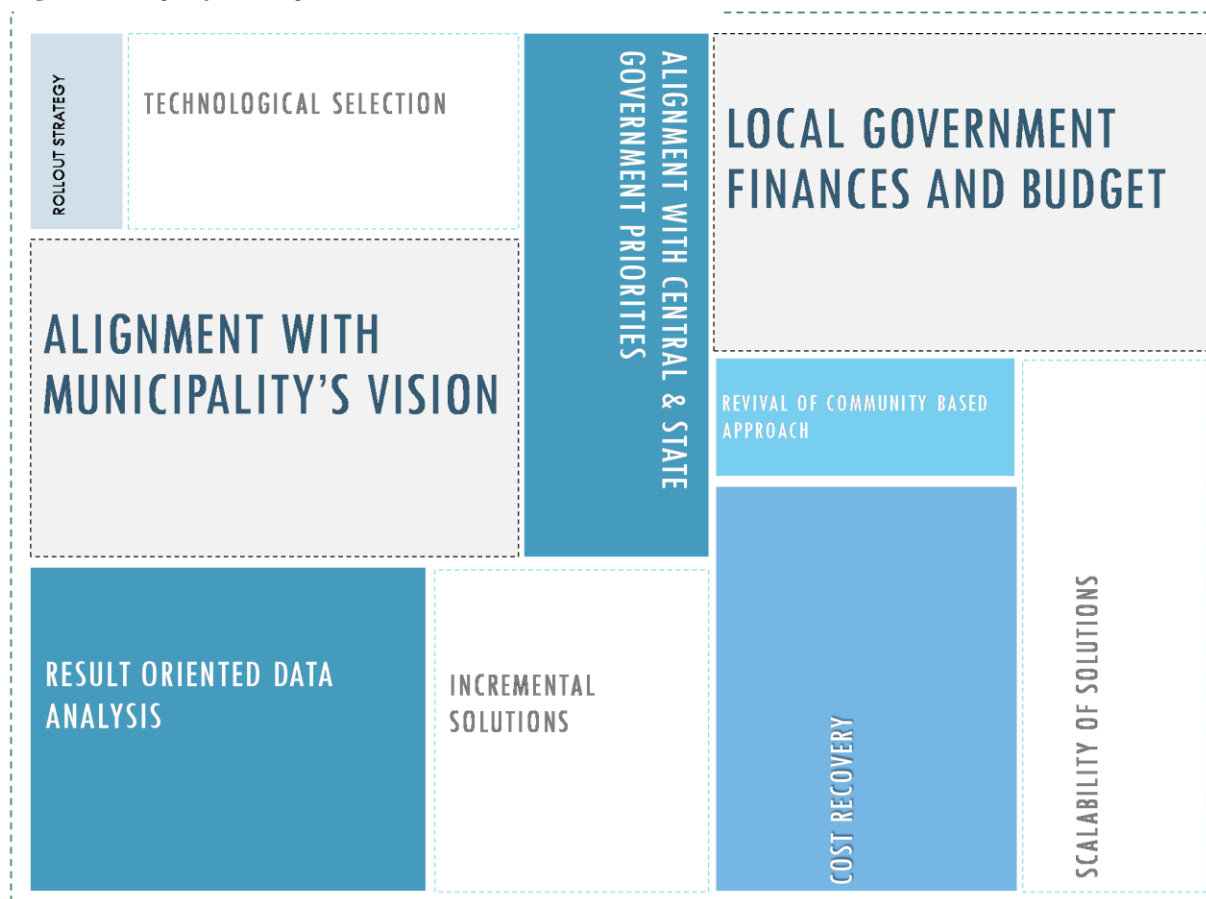 ROLLOUT STRATEGY
TECHNOLOGICAL SELECTION
ALIGNMENT WITH CENTRAL & STATE
GOVERNMENT PRIORITIES
LOCAL GOVERNMENT
FINANCES AND BUDGET
ALIGNMENT WITH
MUNICIPALITY'S VISION
REVIVAL OF COMMUNITY BASED
APPROACH
RESULT ORIENTED DATA
ANALYSIS
INCREMENTAL
SOLUTIONS
COST RECOVERY
SCALABILITY OF SOLUTIONS